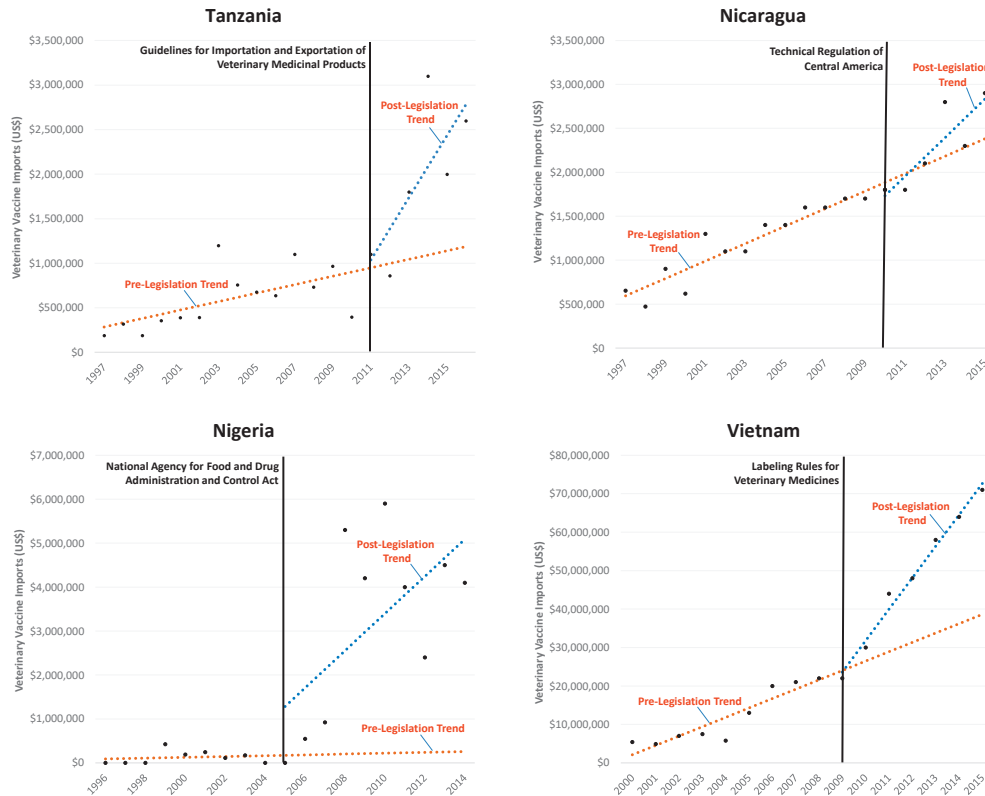 Tanzania
Veterinary Vaccine Imports (US$)
$3,500,000
$3,000,000
$2,500,000
$2,000,000
$1,500,000
$1,000,000
$500,000
$0
Guidelines for Importation and Exportation of
Veterinary Medicinal Products
Post-Legislation
Trend
Pre-Legislation Trend
1997
1999
2001
2003
2005
2007
2009
2011
2013
2015
Nicaragua
Veterinary Vaccine Imports (US$)
$3,500,000
$3,000,000
$2,500,000
$2,000,000
$1,500,000
$1,000,000
$500,000
$0
Technical Regulation of
Central America
Post-Legislation
Trend
Pre-Legislation
Trend
1997
1999
2001
2003
2005
2007
2009
2011
2013
2015
Nigeria
Veterinary Vaccine Imports (US$)
$7,000,000
$6,000,000
$5,000,000
$4,000,000
$3,000,000
$2,000,000
$1,000,000
$0
National Agency for Food and Drug
Administration and Control Act
Post-Legislation
Trend
Pre-Legislation Trend
1996
1998
2000
2002
2004
2006
2008
2010
2012
2014
Vietnam
Veterinary Vaccine Imports (US$)
$80,000,000
$70,000,000
$60,000,000
$50,000,000
$40,000,000
$30,000,000
$20,000,000
$10,000,000
$0
Labeling Rules for
Veterinary Medicines
Post-Legislation
Trend
Pre-Legislation Trend
2000
2001
2002
2003
2004
2005
2006
2007
2008
2009
2010
2011
2012
2013
2014
2015